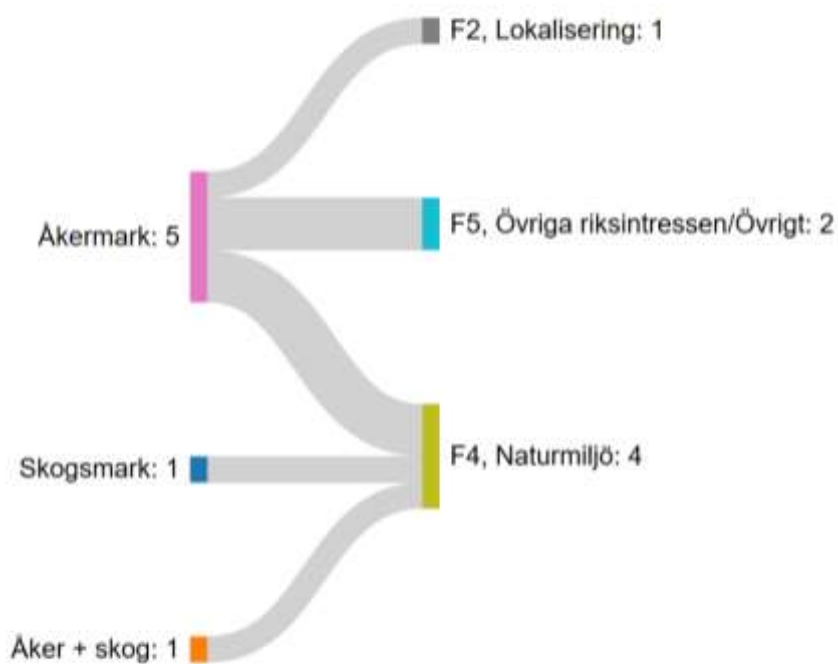 F2, Lokalisering: 1
Åkermark: 5
F5, Övriga riksintressen/Övrigt: 2
Skogsmark: 1
F4, Naturmiljö: 4
Åker + skog: 1